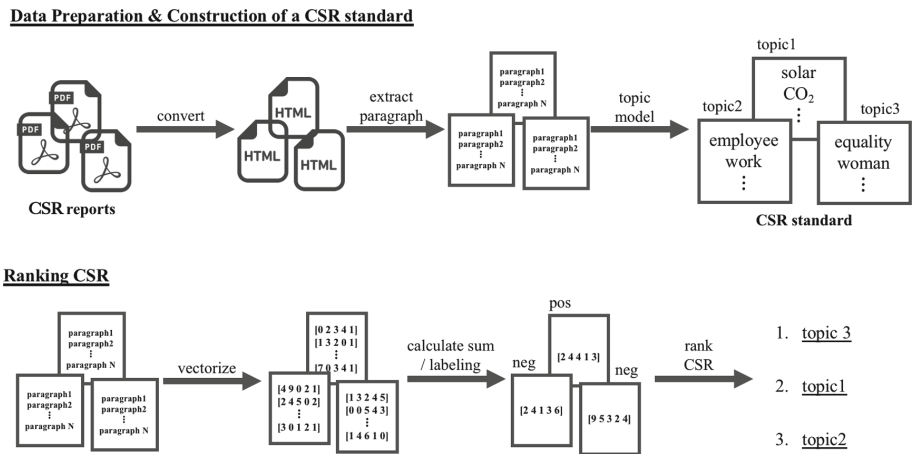 Data Preparation & Construction of a CSR standard
PDF
PDF
PDF
CSR reports
convert
HTML
HTML
HTML
extract
paragraph
paragraph1
paragraph2
⋮
paragraph N
paragraph1
paragraph2
⋮
paragraph N
paragraph1
paragraph2
⋮
paragraph N
topic
model
topic1
solar
CO₂
⋮
topic2
employee
work
⋮
topic3
equality
woman
⋮
CSR standard
Ranking CSR
paragraph1
paragraph2
⋮
paragraph N
paragraph1
paragraph2
⋮
paragraph N
paragraph1
paragraph2
⋮
paragraph N
vectorize
[0 2 3 4 1]
[1 3 2 0 1]
⋮
[7 0 3 4 1]
[4 9 0 2 1]
[2 4 5 0 2]
⋮
[3 0 1 2 1]
[1 3 2 4 5]
[0 0 5 4 3]
⋮
[1 4 6 1 0]
calculate sum
/ labeling
pos
[2 4 4 1 3]
neg
[2 4 1 3 6]
neg
[9 5 3 2 4]
rank
CSR
1. topic 3
2. topic1
3. topic2